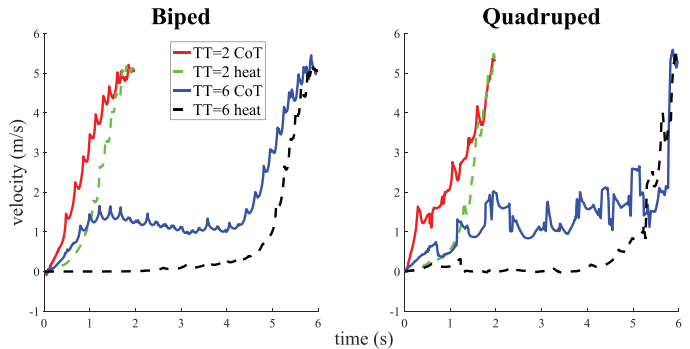 Biped
Quadruped
TT=2 CoT
TT=2 heat
TT=6 CoT
TT=6 heat
velocity (m/s)
6
5
4
3
2
1
0
-1
0 1 2 3 4 5 6
6
5
4
3
2
1
0
-1
0 1 2 3 4 5 6
time (s)